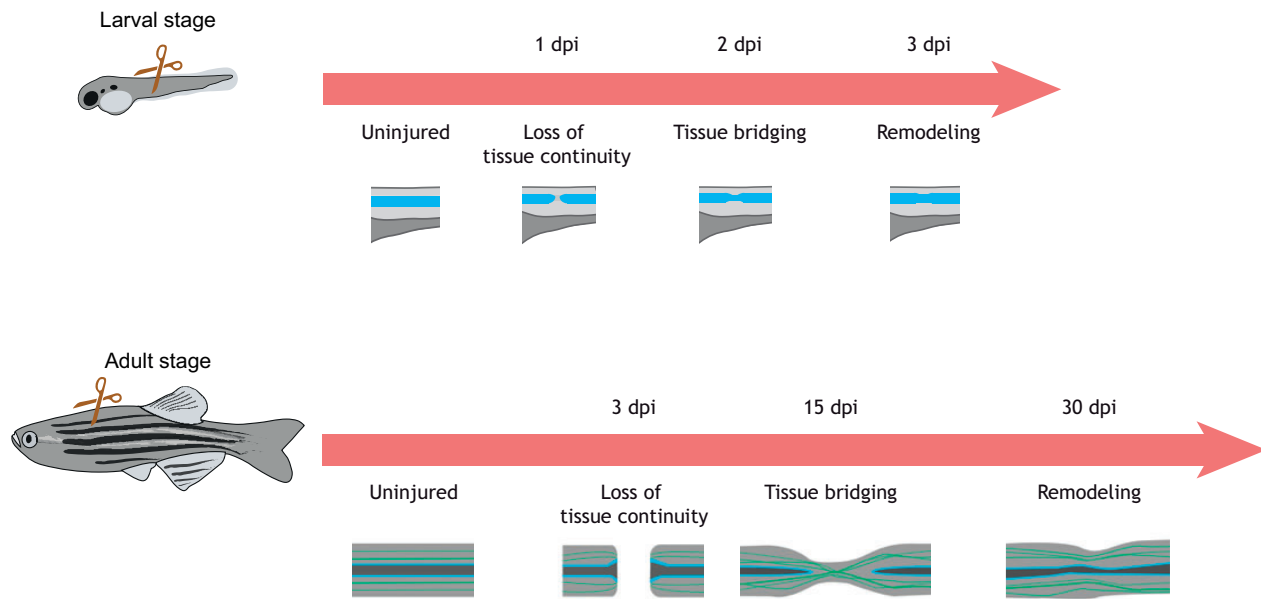 Larval stage
1 dpi
2 dpi
3 dpi
Uninjured
Loss of
tissue continuity
Tissue bridging
Remodeling
Adult stage
3 dpi
15 dpi
30 dpi
Uninjured
Loss of
tissue continuity
Tissue bridging
Remodeling